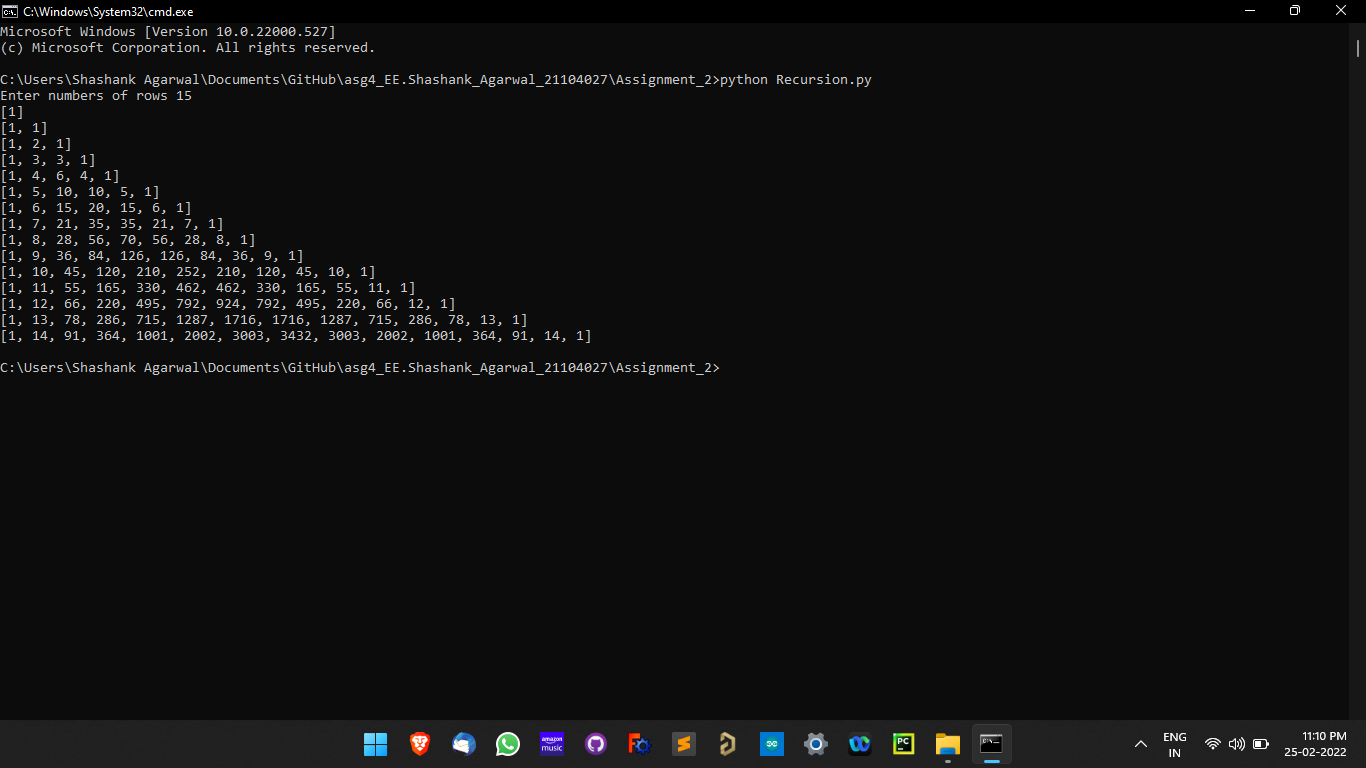 C:\Windows\System32\cmd.exe
Microsoft Windows [Version 10.0.22000.527]
(c) Microsoft Corporation. All rights reserved.
C:\Users\Shashank Agarwal\Documents\GitHub\asg4_EE.Shashank_Agarwal_21104027\Assignment_2>python Recursion.py
Enter numbers of rows 15
[1]
[1, 1]
[1, 2, 1]
[1, 3, 3, 1]
[1, 4, 6, 4, 1]
[1, 5, 10, 10, 5, 1]
[1, 6, 15, 20, 15, 6, 1]
[1, 7, 21, 35, 35, 21, 7, 1]
[1, 8, 28, 56, 70, 56, 28, 8, 1]
[1, 9, 36, 84, 126, 126, 84, 36, 9, 1]
[1, 10, 45, 120, 210, 252, 210, 120, 45, 10, 1]
[1, 11, 55, 165, 330, 462, 462, 330, 165, 55, 11, 1]
[1, 12, 66, 220, 495, 792, 924, 792, 495, 220, 66, 12, 1]
[1, 13, 78, 286, 715, 1287, 1716, 1716, 1287, 715, 286, 78, 13, 1]
[1, 14, 91, 364, 1001, 2002, 3003, 3432, 3003, 2002, 1001, 364, 91, 14, 1]
C:\Users\Shashank Agarwal\Documents\GitHub\asg4_EE.Shashank_Agarwal_21104027\Assignment_2>
amazon
music
PC
ENG
IN
11:10 PM
25-02-2022